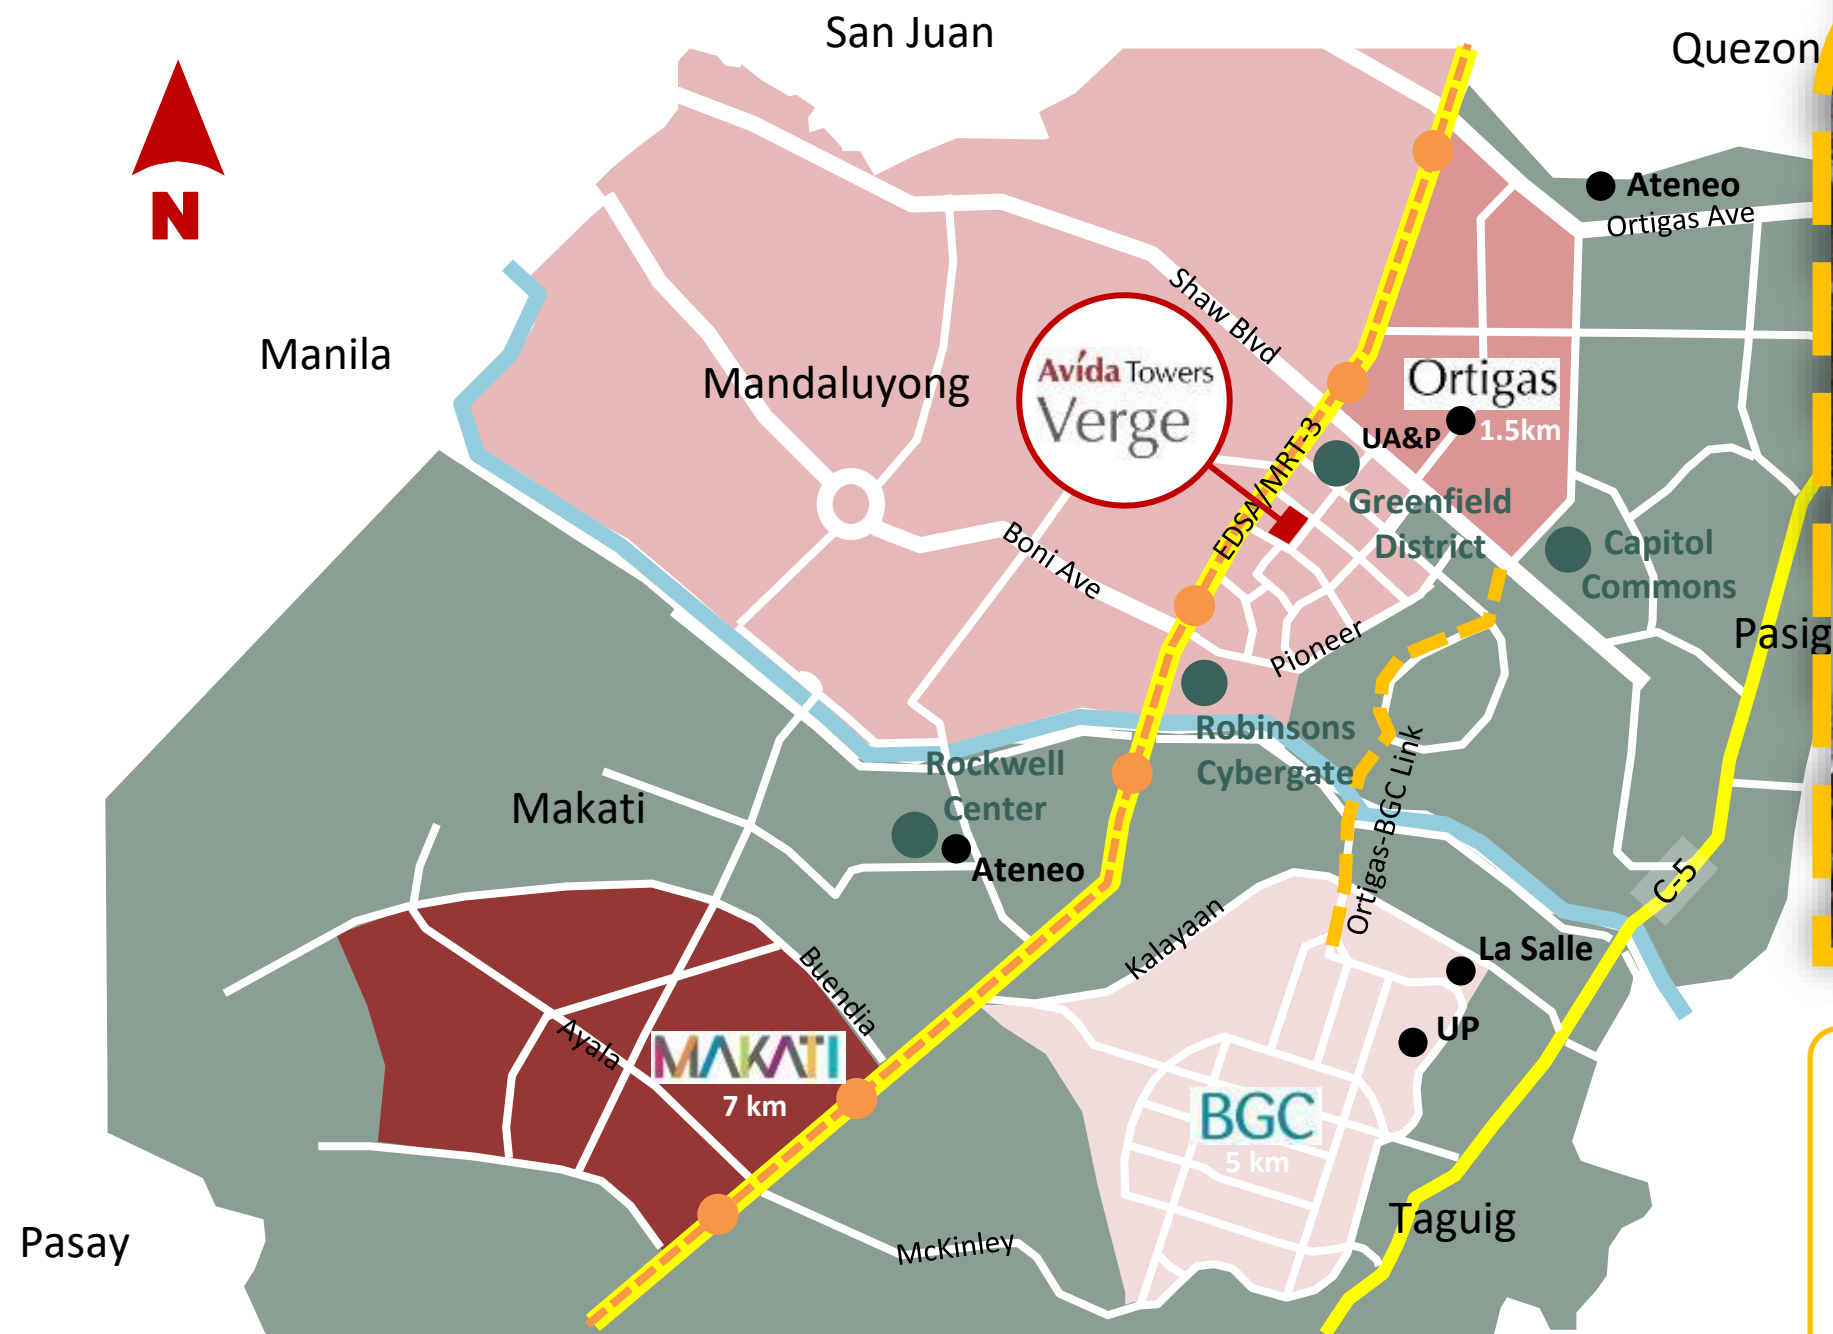 San Juan
Quezon
N
Ateneo
Ortigas Ave
Shaw Blvd
Manila
Mandaluyong
Avida Towers
Verge
Ortigas
1.5km
UA&P
EDSA/MRT-3
Greenfield
District
Capitol
Commons
Boni Ave
Pioneer
Pasig
Robinsons
Cybergate
Rockwell
Center
Makati
Ateneo
Ortigas-BGC Link
C-5
Kalayaan
La Salle
Buendia
UP
Ayala
MAKATI
7 km
BGC
5 km
Taguig
Pasay
McKinley